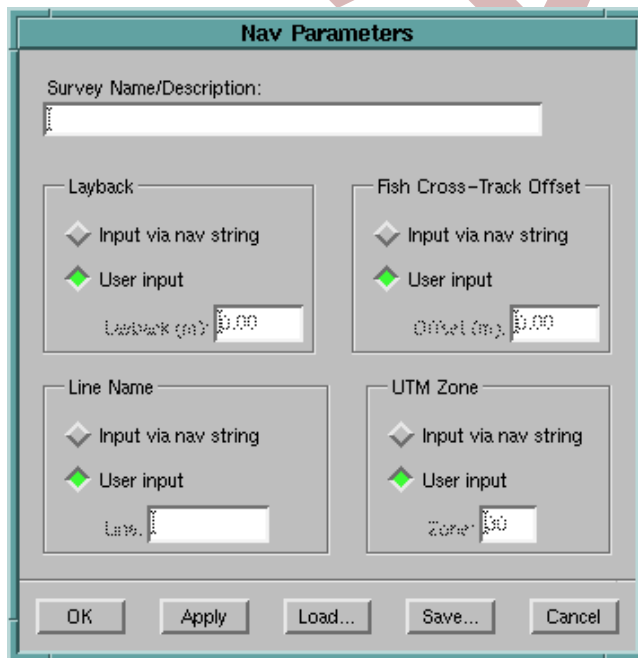 Nav Parameters
Survey Name/Description:
Layback
Input via nav string
User input
Layback (m): 0.00
Fish Cross-Track Offset
Input via nav string
User input
Offset (m): 0.00
Line Name
Input via nav string
User input
Line:
UTM Zone
Input via nav string
User input
Zone: 30
OK
Apply
Load...
Save...
Cancel